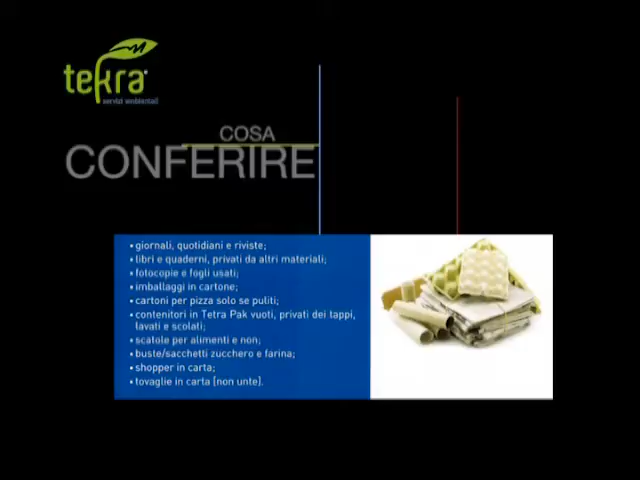 tekra
servizi ambientali
COSA
CONFERIRE
• giornali, quotidiani e riviste;
• libri e quaderni, privati da altri materiali;
• fotocopie e fogli usati;
• imballaggi in cartone;
• cartoni per pizza solo se puliti;
• contenitori in Tetra Pak vuoti, privati dei tappi,
lavati e scolati;
• scatole per alimenti e non;
• buste/sacchetti zucchero e farina;
• shopper in carta;
• tovaglie in carta [non unte].